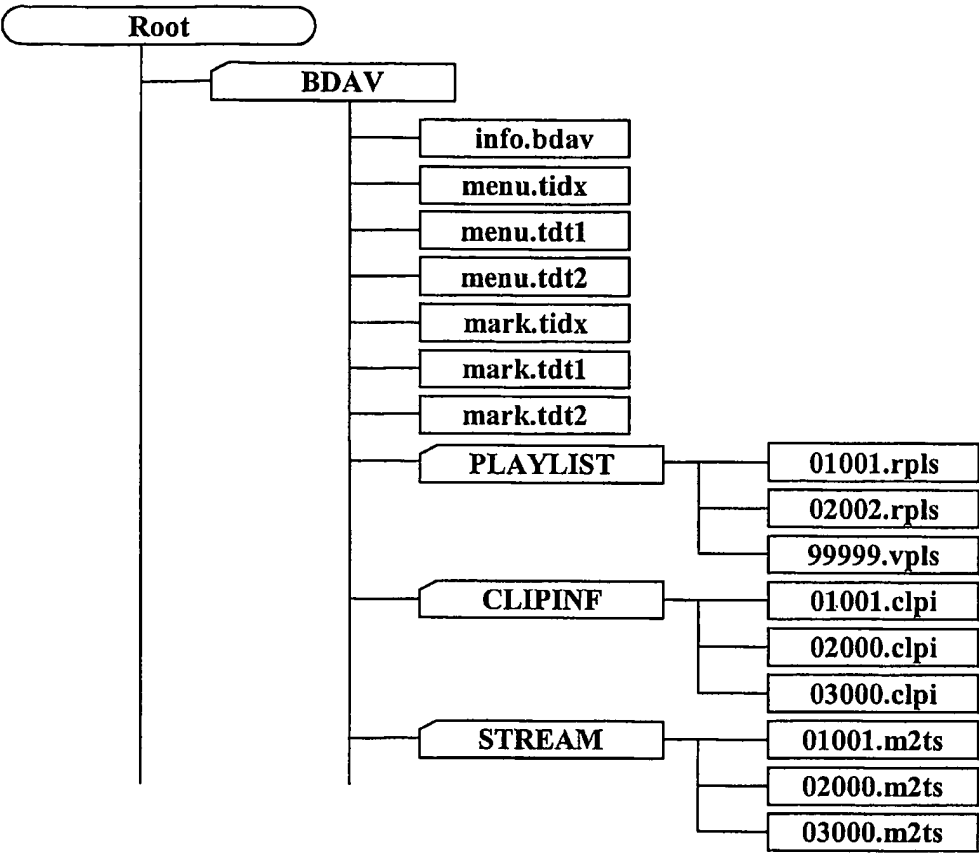 Root
BDAV
info.bdav
menu.tidx
menu.tdt1
menu.tdt2
mark.tidx
mark.tdt1
mark.tdt2
PLAYLIST
01001.rpls
02002.rpls
99999.vpls
CLIPINF
01001.clpi
02000.clpi
03000.clpi
STREAM
01001.m2ts
02000.m2ts
03000.m2ts